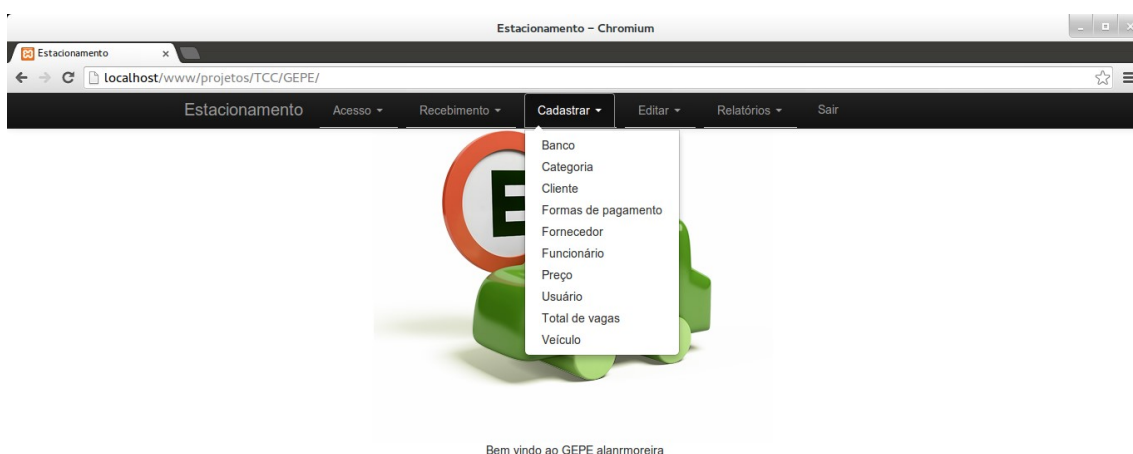 Estacionamento - Chromium
Estacionamento x
localhost/www/projetos/TCC/GEPE/
Estacionamento Acesso Recebimento Cadastrar Editar Relatórios Sair
Banco
Categoria
Cliente
Formas de pagamento
Fornecedor
Funcionário
Preço
Usuário
Total de vagas
Veículo
E
Bem vindo ao GEPE alanrmoreira